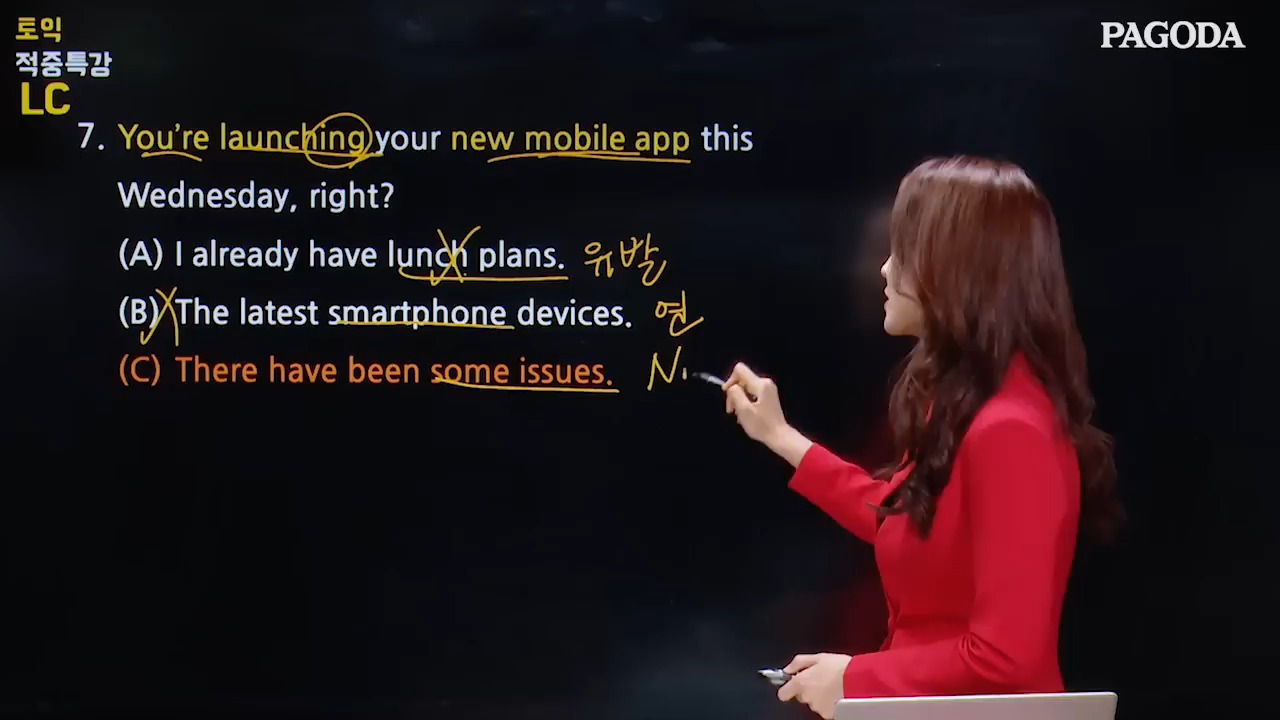 토익
적중특강
LC
PAGODA
7. You're launching your new mobile app this
Wednesday, right?
(A) I already have lunch plans. 유발
(B) The latest smartphone devices. 연
(C) There have been some issues. N